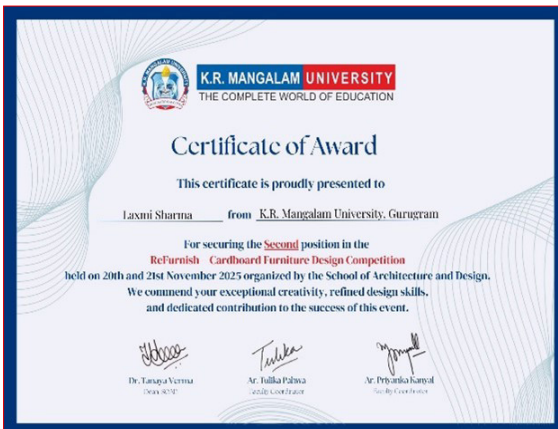 K.R. MANGALAM UNIVERSITY
THE COMPLETE WORLD OF EDUCATION
Certificate of Award
This certificate is proudly presented to
Laxmi Sharma from K.R. Mangalam University, Gurugram
For securing the Second position in the
ReFurnish Cardboard Furniture Design Competition
held on 20th and 21st November 2025 organized by the School of Architecture and Design.
We commend your exceptional creativity, refined design skills,
and dedicated contribution to the success of this event.
Tulika
Dr. Tanaya Verma Ar. Tulika Pahwa Ar. Priyanka Kanyal
Dean Faculty Coordinator Faculty Coordinator